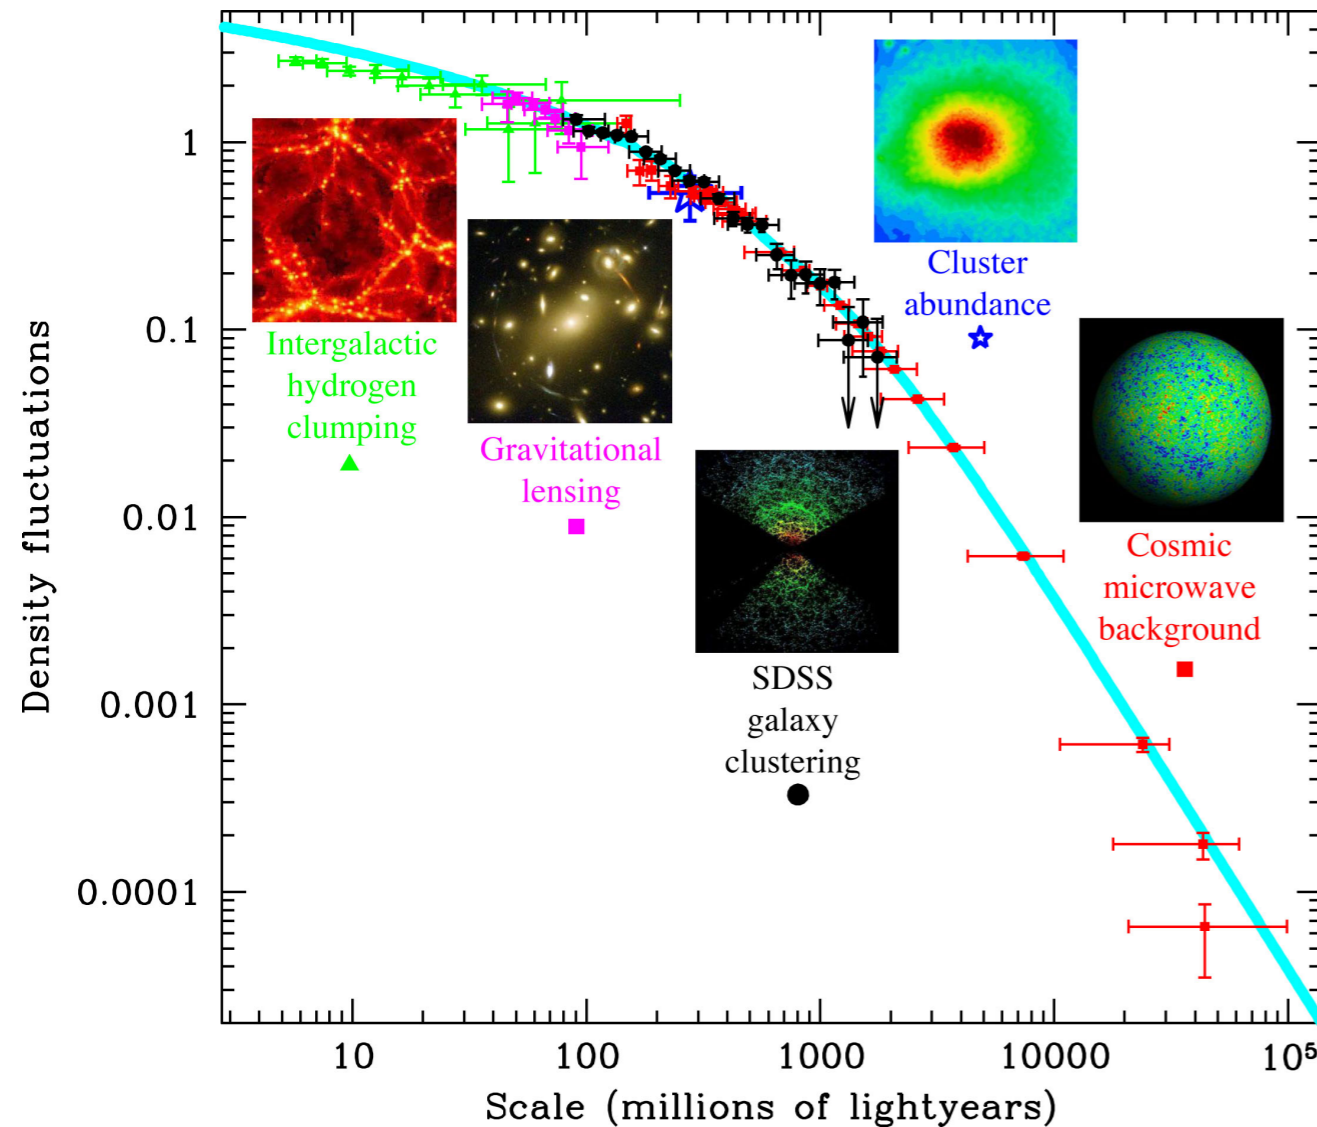 Density fluctuations
1
0.1
0.01
0.001
0.0001
Intergalactic
hydrogen
clumping
Gravitational
lensing
SDSS
galaxy
clustering
Cluster
abundance
Cosmic
microwave
background
10
100
1000
10000
10⁵
Scale (millions of lightyears)